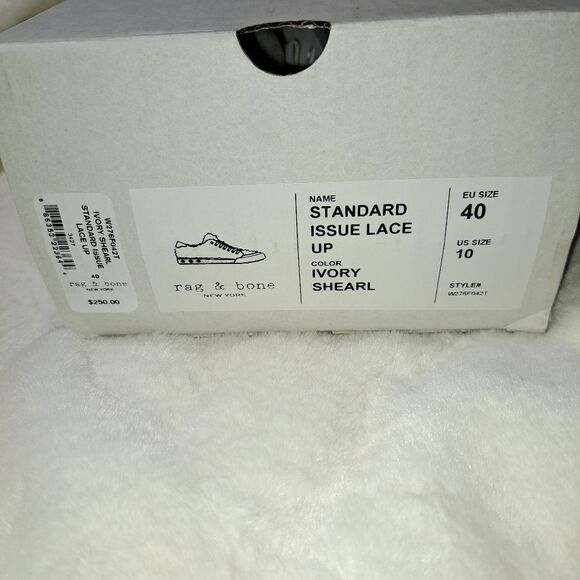 W276F042T
IVORY SHEARL
STANDARD ISSUE
LACE UP
3427
40
rag & bone
NEW YORK
$250.00
rag & bone
NEW YORK
NAME
STANDARD
ISSUE LACE
UP
COLOR
IVORY
SHEARL
EU SIZE
40
US SIZE
10
STYLE#
W276F042T